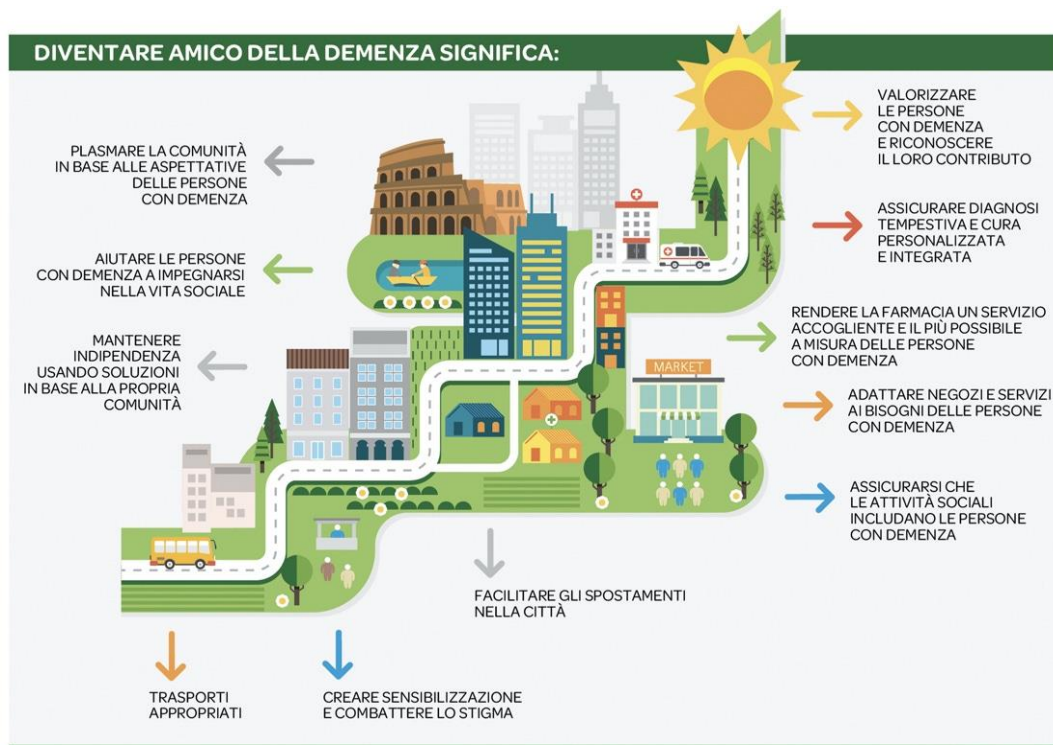 DIVENTARE AMICO DELLA DEMENZA SIGNIFICA:
PLASMARE LA COMUNITÀ
IN BASE ALLE ASPETTATIVE
DELLE PERSONE
CON DEMENZA
AIUTARE LE PERSONE
CON DEMENZA A IMPEGNARSI
NELLA VITA SOCIALE
MANTENERE
INDIPENDENZA
USANDO SOLUZIONI
IN BASE ALLA PROPRIA
COMUNITÀ
VALORIZZARE
LE PERSONE
CON DEMENZA
E RICONOSCERE
IL LORO CONTRIBUTO
ASSICURARE DIAGNOSI
TEMPESTIVA E CURA
PERSONALIZZATA
E INTEGRATA
RENDERE LA FARMACIA UN SERVIZIO
ACCOGLIENTE E IL PIÙ POSSIBILE
A MISURA DELLE PERSONE
CON DEMENZA
MARKET
ADATTARE NEGOZI E SERVIZI
AI BISOGNI DELLE PERSONE
CON DEMENZA
ASSICURARSI CHE
LE ATTIVITÀ SOCIALI
INCLUDANO LE PERSONE
CON DEMENZA
FACILITARE GLI SPOSTAMENTI
NELLA CITTÀ
TRASPORTI
APPROPRIATI
CREARE SENSIBILIZZAZIONE
E COMBATTERE LO STIGMA